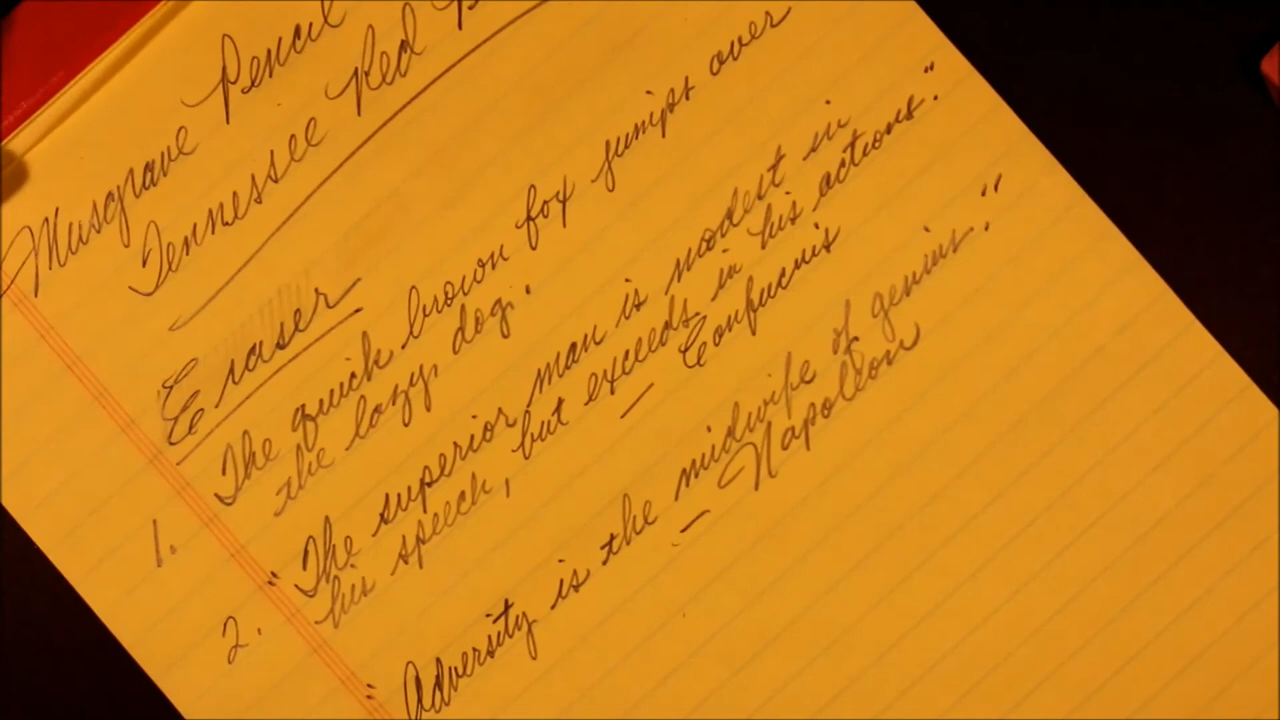 Musgrave Pencil
Tennessee Red
Eraser
1. The quick brown fox jumps over
the lazy dog.
2. "The superior man is modest in
his speech, but exceeds in his actions."
— Confucius
"Adversity is the midwife of genius."
— Napoleon